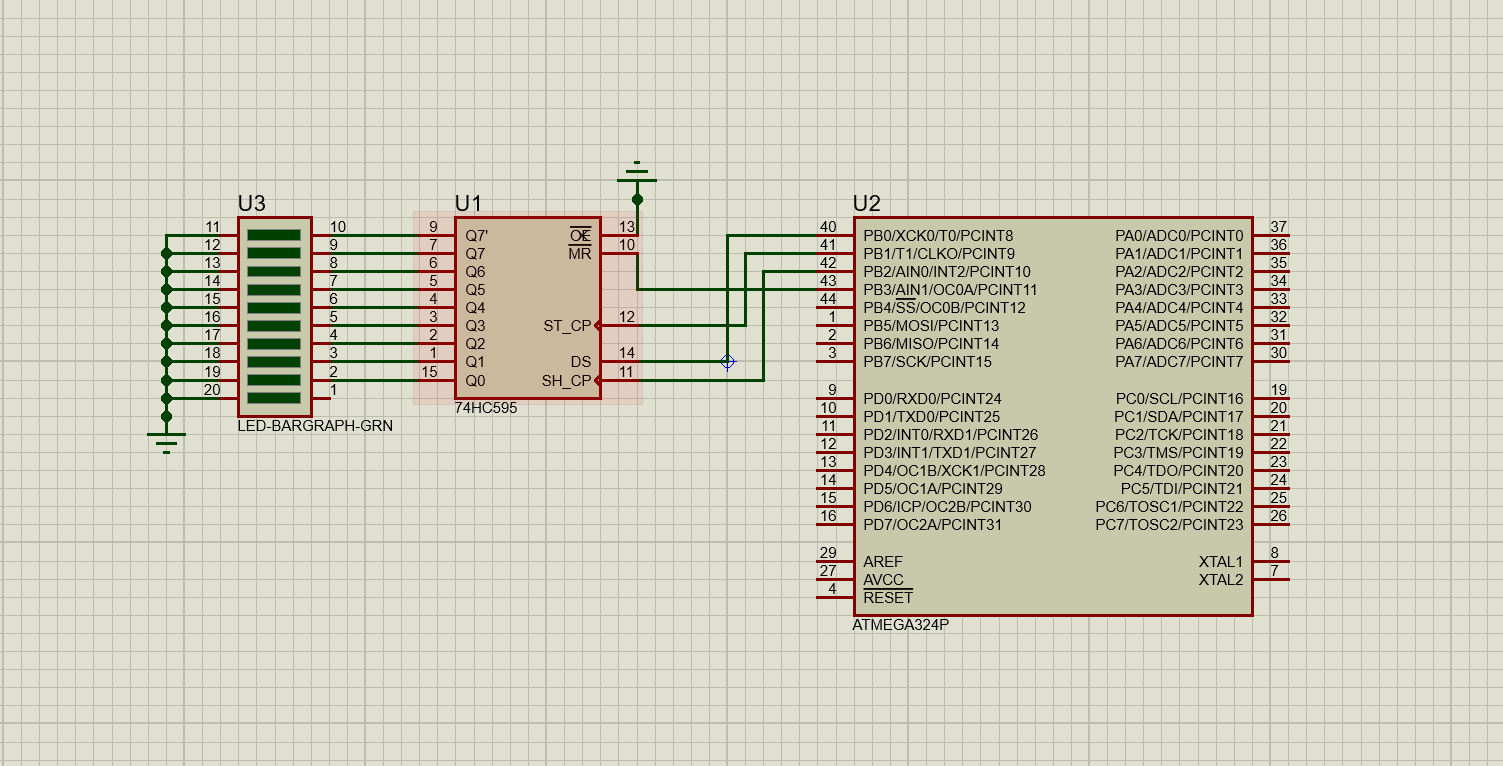 U3
11 10
12 9
13 8
14 7
15 6
16 5
17 4
18 3
19 2
20 1
LED-BARGRAPH-GRN
U1
9 Q7' OE 13
7 Q7 MR 10
6 Q6
5 Q5
4 Q4
3 Q3 ST_CP 12
2 Q2
1 Q1 DS 14
15 Q0 SH_CP 11
74HC595
U2
40 PB0/XCK0/T0/PCINT8 PA0/ADC0/PCINT0 37
41 PB1/T1/CLKO/PCINT9 PA1/ADC1/PCINT1 36
42 PB2/AIN0/INT2/PCINT10 PA2/ADC2/PCINT2 35
43 PB3/AIN1/OC0A/PCINT11 PA3/ADC3/PCINT3 34
44 PB4/SS/OC0B/PCINT12 PA4/ADC4/PCINT4 33
1 PB5/MOSI/PCINT13 PA5/ADC5/PCINT5 32
2 PB6/MISO/PCINT14 PA6/ADC6/PCINT6 31
3 PB7/SCK/PCINT15 PA7/ADC7/PCINT7 30
9 PD0/RXD0/PCINT24 PC0/SCL/PCINT16 19
10 PD1/TXD0/PCINT25 PC1/SDA/PCINT17 20
11 PD2/INT0/RXD1/PCINT26 PC2/TCK/PCINT18 21
12 PD3/INT1/TXD1/PCINT27 PC3/TMS/PCINT19 22
13 PD4/OC1B/XCK1/PCINT28 PC4/TDO/PCINT20 23
14 PD5/OC1A/PCINT29 PC5/TDI/PCINT21 24
15 PD6/ICP/OC2B/PCINT30 PC6/TOSC1/PCINT22 25
16 PD7/OC2A/PCINT31 PC7/TOSC2/PCINT23 26
29 AREF XTAL1 8
27 AVCC XTAL2 7
4 RESET
ATMEGA324P